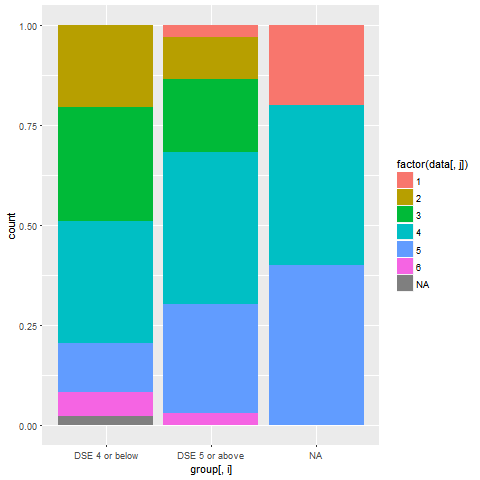 1.00
0.75
0.50
0.25
0.00
count
DSE 4 or below
DSE 5 or above
NA
group[, i]
factor(data[, j])
1
2
3
4
5
6
NA